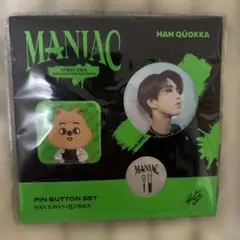 MANIAC
HAN QUOKKA
MANIAC
PIN BUTTON SET
HAN X HAN QUOKKA